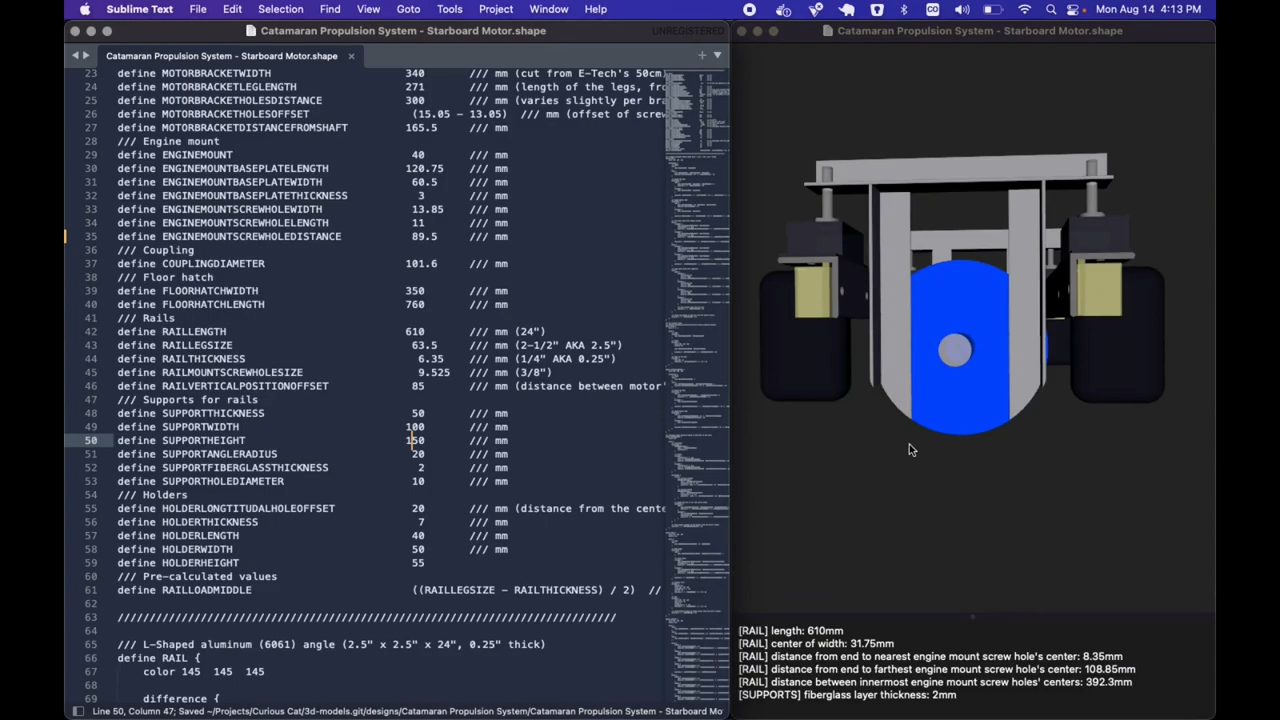 Sublime Text File Edit Selection Find View Goto Tools Project Window Help Mon Aug 14 4:13 PM
Catamaran Propulsion System - Starboard Motor.shape UNREGISTERED
Catamaran Propulsion System - Starboard Motor.shape
23 define MOTORBRACKETWIDTH 340 /// mm (cut from E-Tech's 50cm)
24 define MOTORBRACKETLEGLENGTH 271 /// mm (length of the legs, fro
25 define MOTORBRACKETHOLESDISTANCE 300 /// mm (varies slightly per bra
26 define MOTORBRACKETHOLEOFFSET (15.05 - 13.05) /// mm (offset of screw
27 define MOTORBRACKETDISTANCEFROMSHAFT 165.5 /// mm
28 /// Engine mount
29 define ENGINEMOUNT 40 /// mm
30 define ENGINEMOUNTBASEPLATELENGTH 120.75 /// mm
31 define ENGINEMOUNTBASEPLATEWIDTH 60.5 /// mm
32 define ENGINEMOUNTBASEPLATETHICKNESS 3 /// mm
33 define ENGINEMOUNTSCREWHOLEWIDTH 11.05 /// mm
34 define ENGINEMOUNTSCREWHOLELENGTH 11 /// mm
35 define ENGINEMOUNTSCREWHOLDISTANCE 89.5 /// mm
36 /// Coupling
37 define COUPLINGDIAMETER 101.6 /// mm
38 /// Floor hatch
39 define FLOORHATCHWIDTH 350 /// mm
40 define FLOORHATCHLENGTH 760 /// mm
41 /// Rails
42 define RAILLENGTH 610 /// mm (24")
43 define RAILLEGSIZE 63.5 /// mm (2-1/2" AKA 2.5")
44 define RAILTHICKNESS 6.35 /// mm (1/4" AKA 0.25")
45 define RAILMOUNTSCREWHOLESIZE 9.525 /// mm (3/8")
46 define RAILVERTICALPOSITIONOFFSET -85 /// mm (distance between motor'
47 /// Supports for rails
48 define SUPPORTHICKNESS 5 /// mm
49 define SUPPORTWIDTH 100 /// mm
50 define SUPPORTHEIGHT /// mm
51 define SUPPORTANGLERADIUS 20 /// mm
52 define SUPPORTFIBERGLASSTHICKNESS 2 /// mm
53 define SUPPORTHOLEDIAMETER 10 /// mm
54 /// Holders
55 /// mm (distance from the cente
56 define HOLDERTHICKNESS 5 /// mm
57 define HOLDERLENGTH 40 /// mm
58 define HOLDERWIDTH 50 /// mm
59 define HOLDERHEIGHT 55 /// mm
60 /// Pre-calculated values
61 define RAILLEGMIDDLE ((RAILLEGSIZE - RAILTHICKNESS) / 2) //
62
63
64
65 /// L-Shaped aluminum (6061) angle (2.5" x 2.5" x 24", 0.25" thick)
66 define RAIL {
67 color 145 145 145
68
69 difference {
Line 50, Column 47; Saved ~/Projects/Curious Cat/3d-models.git/designs/Catamaran Propulsion System/Catamaran Propulsion System - Starboard Mo
Catamaran Propulsion System - Starboard Motor.shape
[RAIL] length: 610mm
[RAIL] center of width: 31.75mm
[RAIL] distance from end to nearest engine mount screw hole's center: 8.35mm
[RAIL] distance from end to farthest engine mount screw hole's center: 108.85mm
[RAIL] distance between innermost engine mount screw holes' centers: 392.3mm
[SUPPORTS] fiberglass layer thickness: 2mm